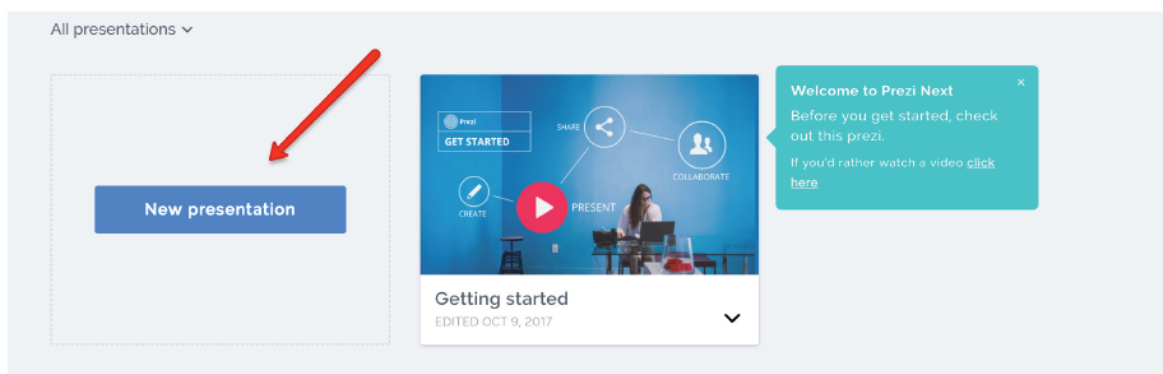 All presentations
New presentation
Prezi
GET STARTED
SHARE
COLLABORATE
CREATE
PRESENT
Getting started
EDITED OCT 9, 2017
Welcome to Prezi Next
Before you get started, check
out this prezi.
If you'd rather watch a video click
here